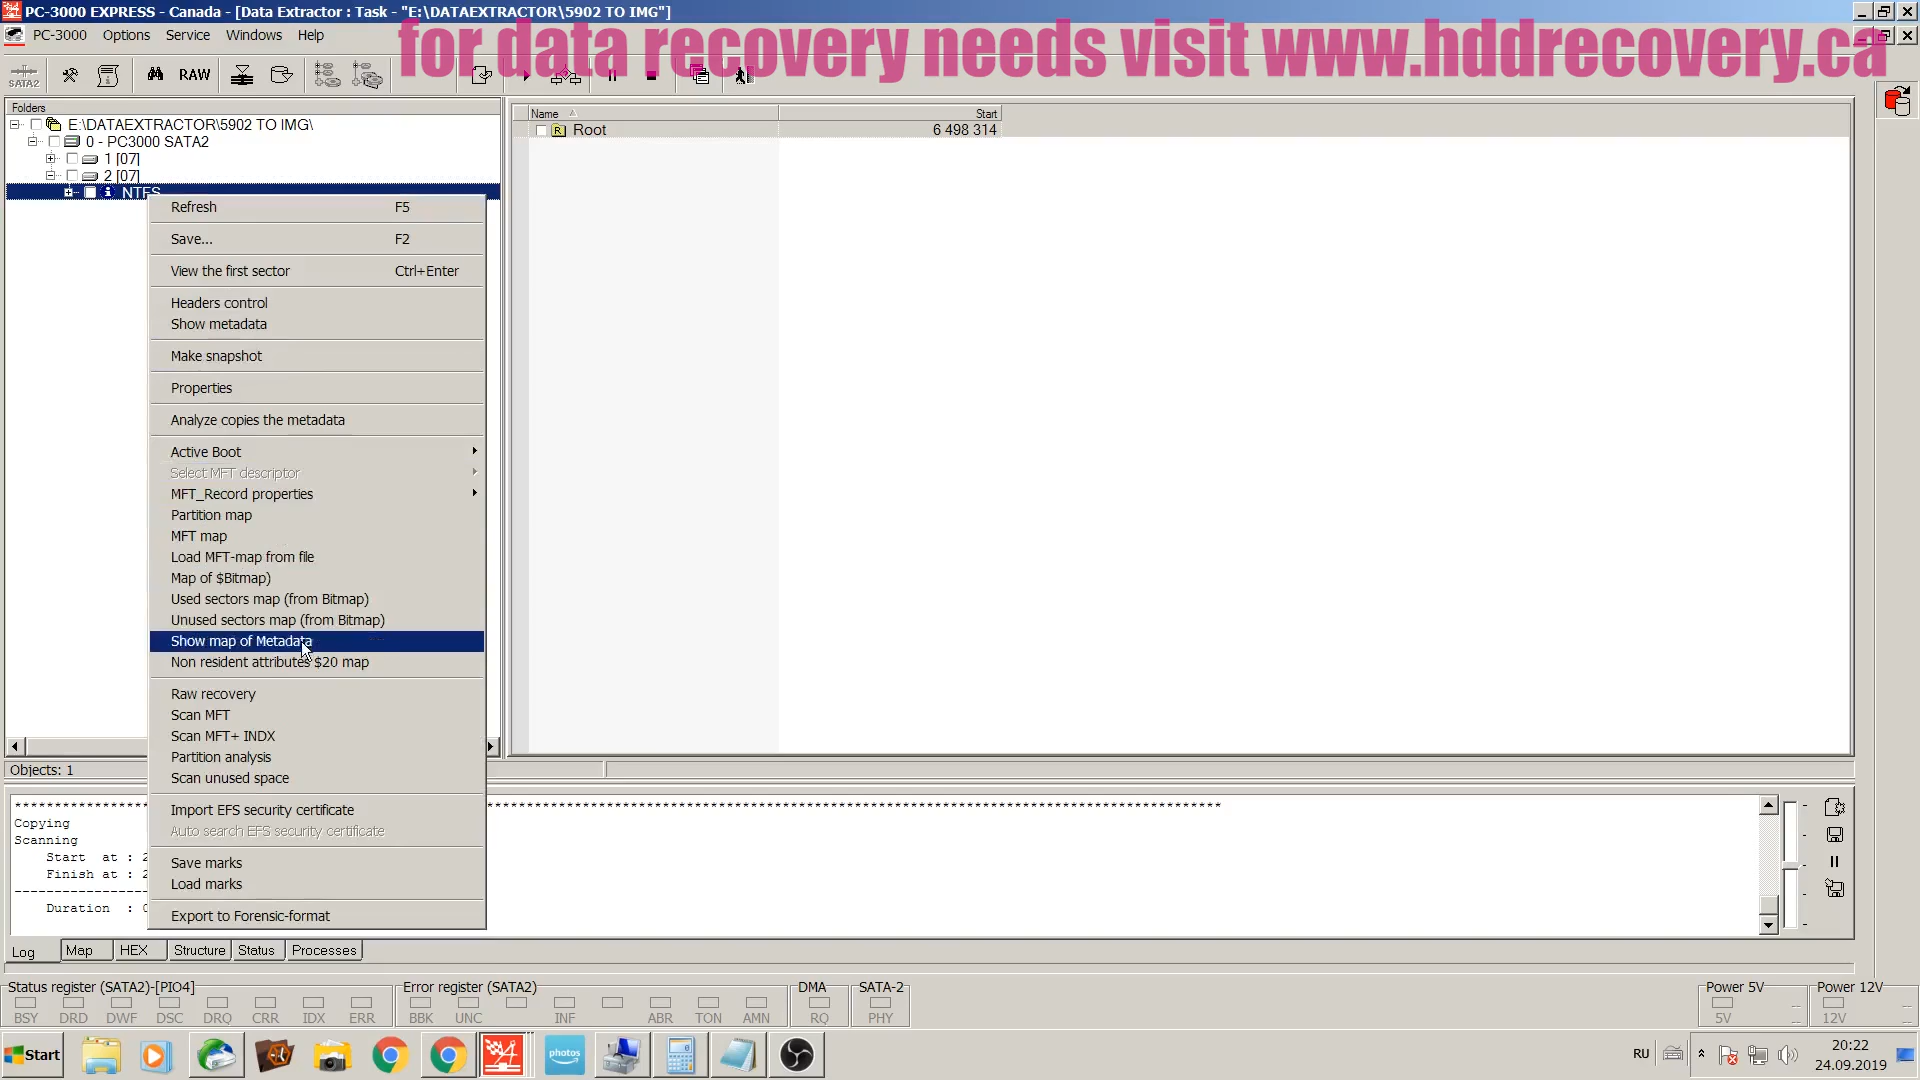 PC-3000 EXPRESS - Canada - [Data Extractor : Task - "E:\DATAEXTRACTOR\5902 TO IMG"]
PC-3000 Options Service Windows Help
for data recovery needs visit www.hddrecovery.ca
SATA2 RAW
Folders
E:\DATAEXTRACTOR\5902 TO IMG\
0 - PC3000 SATA2
1 [07]
2 [07]
NTFS
Name Start
Root 6 498 314
Refresh F5
Save... F2
View the first sector Ctrl+Enter
Headers control
Show metadata
Make snapshot
Properties
Analyze copies the metadata
Active Boot
Select MFT descriptor
MFT_Record properties
Partition map
MFT map
Load MFT-map from file
Map of $Bitmap)
Used sectors map (from Bitmap)
Unused sectors map (from Bitmap)
Show map of Metadata
Non resident attributes $20 map
Raw recovery
Scan MFT
Scan MFT+ INDX
Partition analysis
Scan unused space
Import EFS security certificate
Auto search EFS security certificate
Save marks
Load marks
Export to Forensic-format
Objects: 1
Copying
Scanning
Start at : 2
Finish at : 2
Duration : 0
Log Map HEX Structure Status Processes
Status register (SATA2)-[PIO4] Error register (SATA2) DMA SATA-2 Power 5V Power 12V
BSY DRD DWF DSC DRQ CRR IDX ERR BBK UNC INF ABR TON AMN RQ PHY 5V 12V
Start photos RU 20:22
24.09.2019